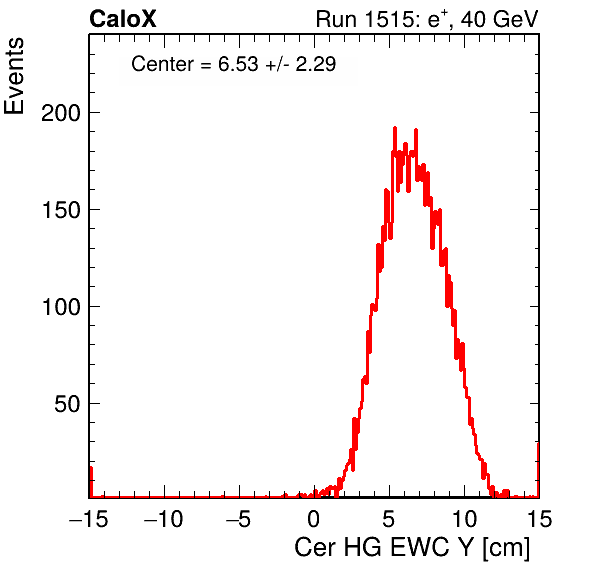 CaloX Run 1515: e⁺, 40 GeV
Center = 6.53 +/- 2.29
Events
200
150
100
50
−15 −10 −5 0 5 10 15
Cer HG EWC Y [cm]